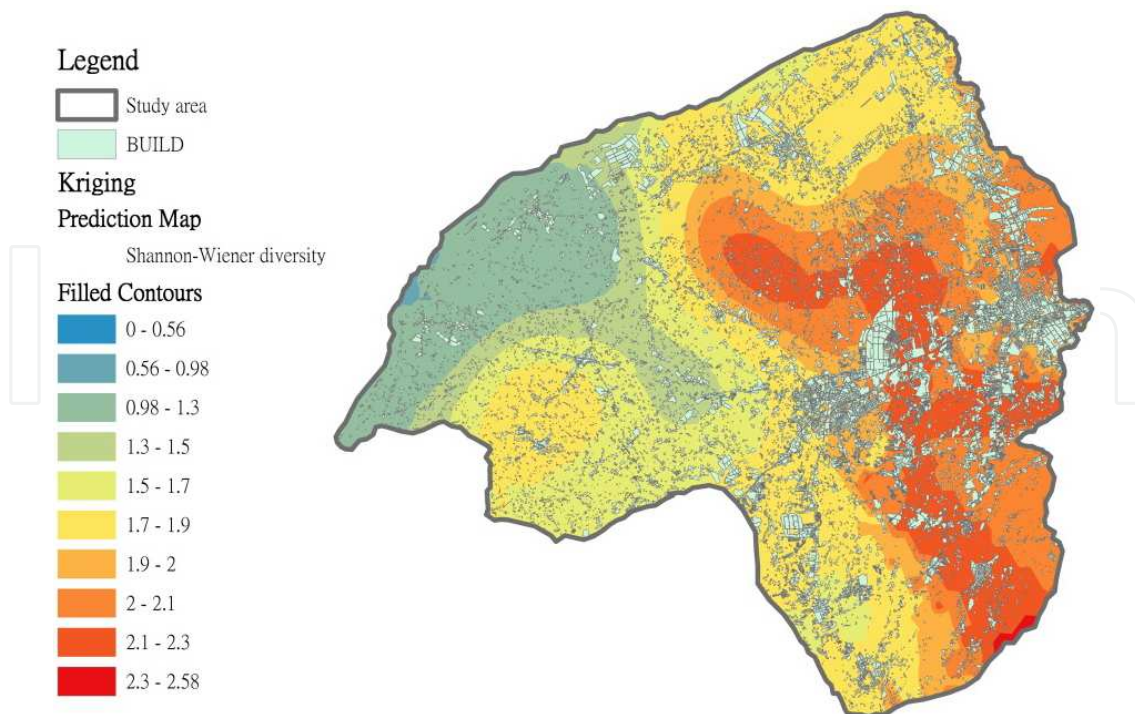 Legend
Study area
BUILD
Kriging
Prediction Map
Shannon-Wiener diversity
Filled Contours
0 - 0.56
0.56 - 0.98
0.98 - 1.3
1.3 - 1.5
1.5 - 1.7
1.7 - 1.9
1.9 - 2
2 - 2.1
2.1 - 2.3
2.3 - 2.58